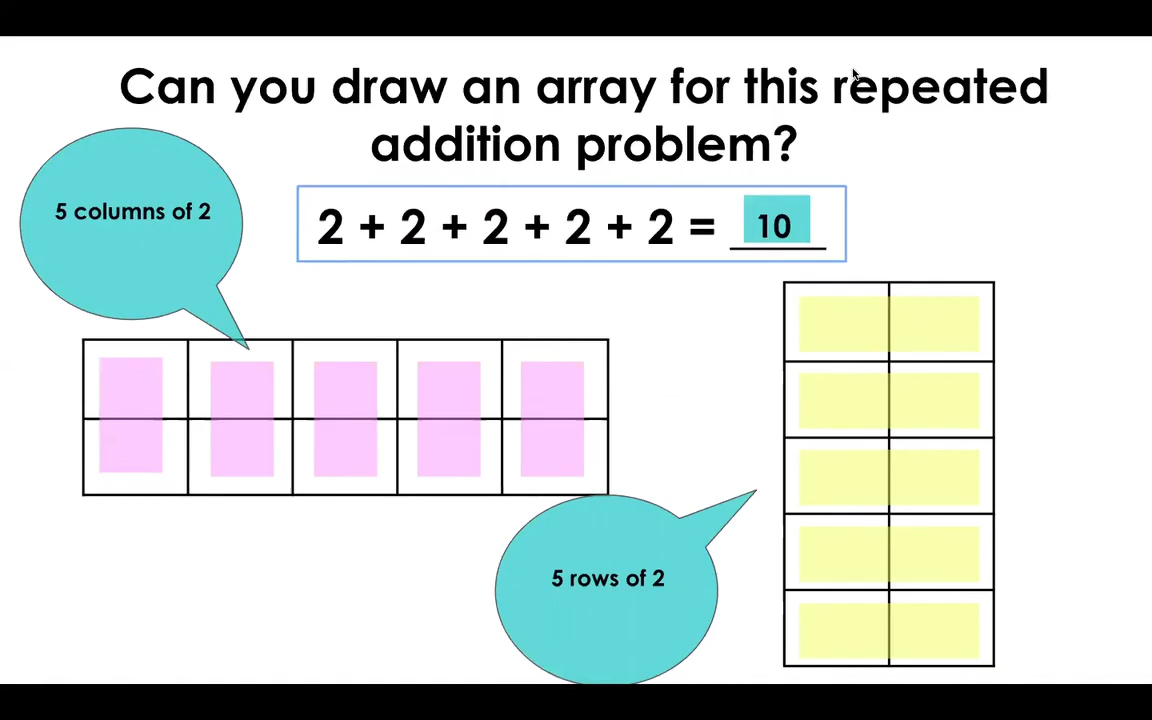 Can you draw an array for this repeated
addition problem?
5 columns of 2
2 + 2 + 2 + 2 + 2 = 10
5 rows of 2